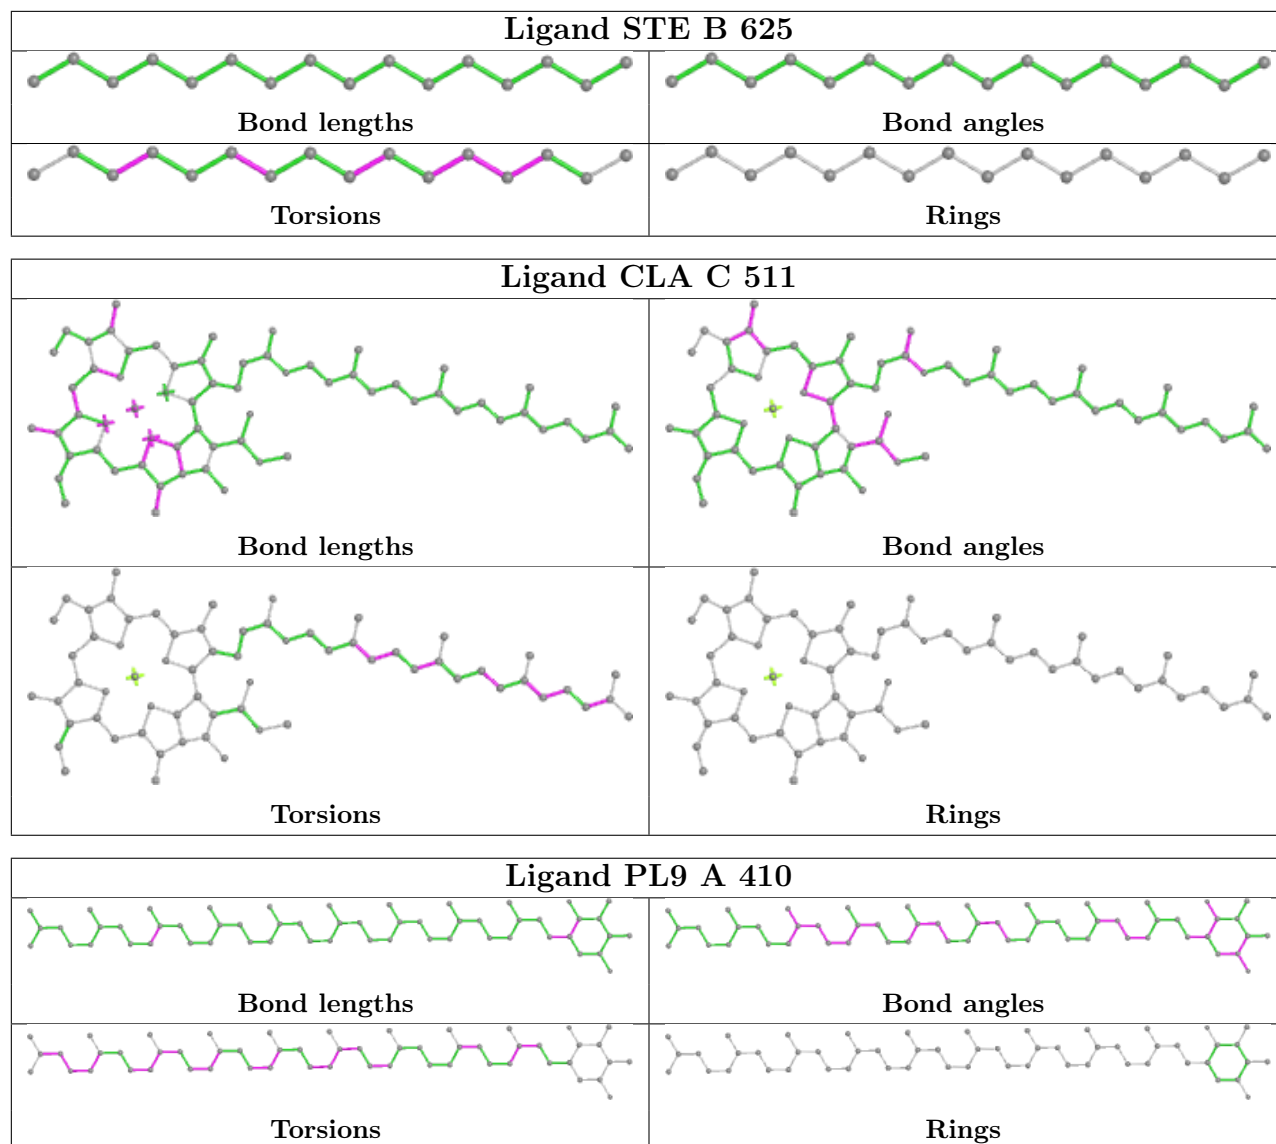 Ligand STE B 625
Bond lengths
Bond angles
Torsions
Rings
Ligand CLA C 511
Bond lengths
Bond angles
Torsions
Rings
Ligand PL9 A 410
Bond lengths
Bond angles
Torsions
Rings